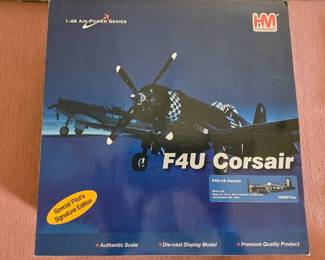 1:48 AIR POWER SERIES
HM
F4U Corsair
Special Pilot's
Signature Edition
F4U-1D Corsair
• Authentic Scale
• Die-cast Display Model
• Premium Quality Product